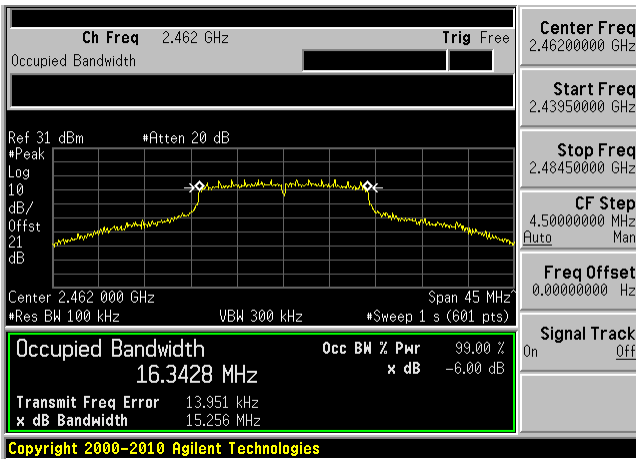 Ch Freq 2.462 GHz Trig Free
Occupied Bandwidth
Ref 31 dBm #Atten 20 dB
#Peak
Log
10
dB/
Offst
21
dB
Center 2.462 000 GHz Span 45 MHz^
#Res BW 100 kHz VBW 300 kHz #Sweep 1 s (601 pts)
Occupied Bandwidth Occ BW % Pwr 99.00 %
16.3428 MHz x dB -6.00 dB
Transmit Freq Error 13.951 kHz
x dB Bandwidth 15.256 MHz
Copyright 2000-2010 Agilent Technologies
Center Freq
2.46200000 GHz
Start Freq
2.43950000 GHz
Stop Freq
2.48450000 GHz
CF Step
4.50000000 MHz
Auto Man
Freq Offset
0.00000000 Hz
Signal Track
On Off